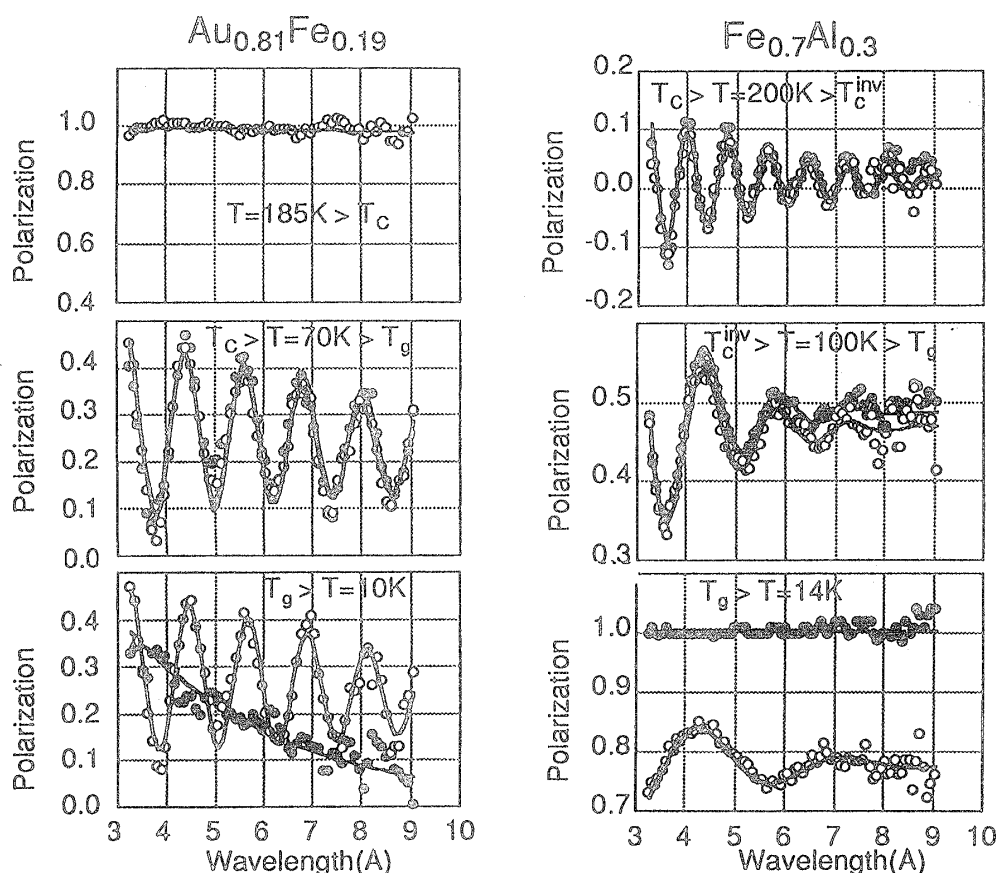 Au0.81Fe0.19
1.0
0.8
0.6
0.4
Polarization
T=185K > TC
0.4
0.3
0.2
0.1
0.0
Polarization
TC > T=70K > Tg
0.4
0.3
0.2
0.1
0.0
Polarization
Tg > T=10K
3 4 5 6 7 8 9 10
Wavelength(A)
Fe0.7Al0.3
0.2
0.1
0.0
-0.1
-0.2
Polarization
TC > T=200K > TCinv
0.5
0.4
0.3
Polarization
TCinv > T=100K > Tg
1.0
0.9
0.8
0.7
Polarization
Tg > T=14K
3 4 5 6 7 8 9 10
Wavelength(A)